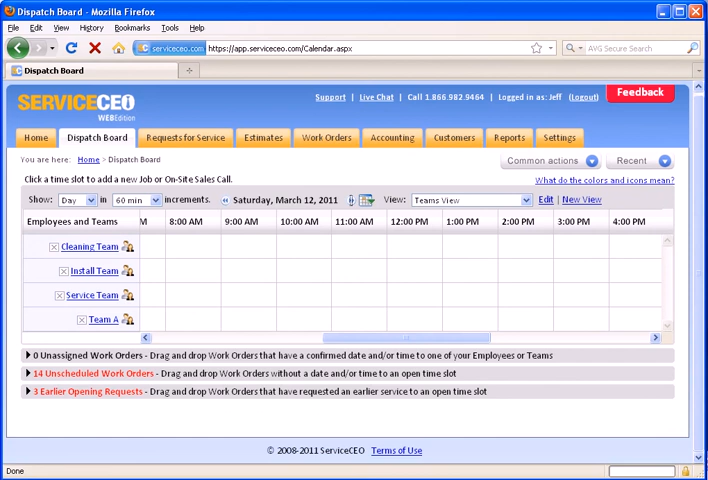 Dispatch Board - Mozilla Firefox
File Edit View History Bookmarks Tools Help
serviceceo.com https://app.serviceceo.com/Calendar.aspx AVG Secure Search
Dispatch Board
SERVICECEO
WEBEdition
Support | Live Chat | Call 1.866.982.9464 | Logged in as: Jeff (Logout) Feedback
Home Dispatch Board Requests for Service Estimates Work Orders Accounting Customers Reports Settings
You are here: Home > Dispatch Board Common actions Recent
Click a time slot to add a new Job or On-Site Sales Call. What do the colors and icons mean?
Show: Day in 60 min increments. Saturday, March 12, 2011 View: Teams View Edit | New View
Employees and Teams M 8:00 AM 9:00 AM 10:00 AM 11:00 AM 12:00 PM 1:00 PM 2:00 PM 3:00 PM 4:00 PM
Cleaning Team
Install Team
Service Team
Team A
0 Unassigned Work Orders - Drag and drop Work Orders that have a confirmed date and/or time to one of your Employees or Teams
14 Unscheduled Work Orders - Drag and drop Work Orders without a date and/or time to an open time slot
3 Earlier Opening Requests - Drag and drop Work Orders that have requested an earlier service to an open time slot
© 2008-2011 ServiceCEO Terms of Use
Done